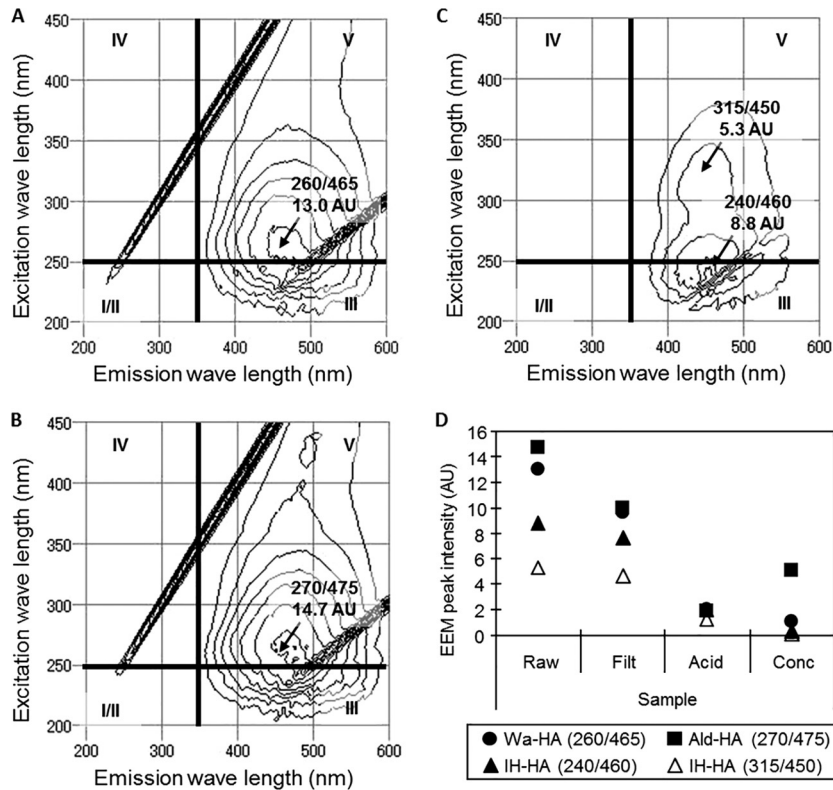 A
IV
V
450
400
350
300
250
200
Excitation wave length (nm)
260/465
13.0 AU
I/II
III
200 300 400 500 600
Emission wave length (nm)
C
IV
V
450
400
350
300
250
200
Excitation wave length (nm)
315/450
5.3 AU
240/460
8.8 AU
I/II
III
200 300 400 500 600
Emission wave length (nm)
B
IV
V
450
400
350
300
250
200
Excitation wave length (nm)
270/475
14.7 AU
I/II
III
200 300 400 500 600
Emission wave length (nm)
D
16
14
12
10
8
6
4
2
0
EEM peak intensity (AU)
Raw Filt Acid Conc
Sample
Wa-HA (260/465) Ald-HA (270/475)
IH-HA (240/460) IH-HA (315/450)